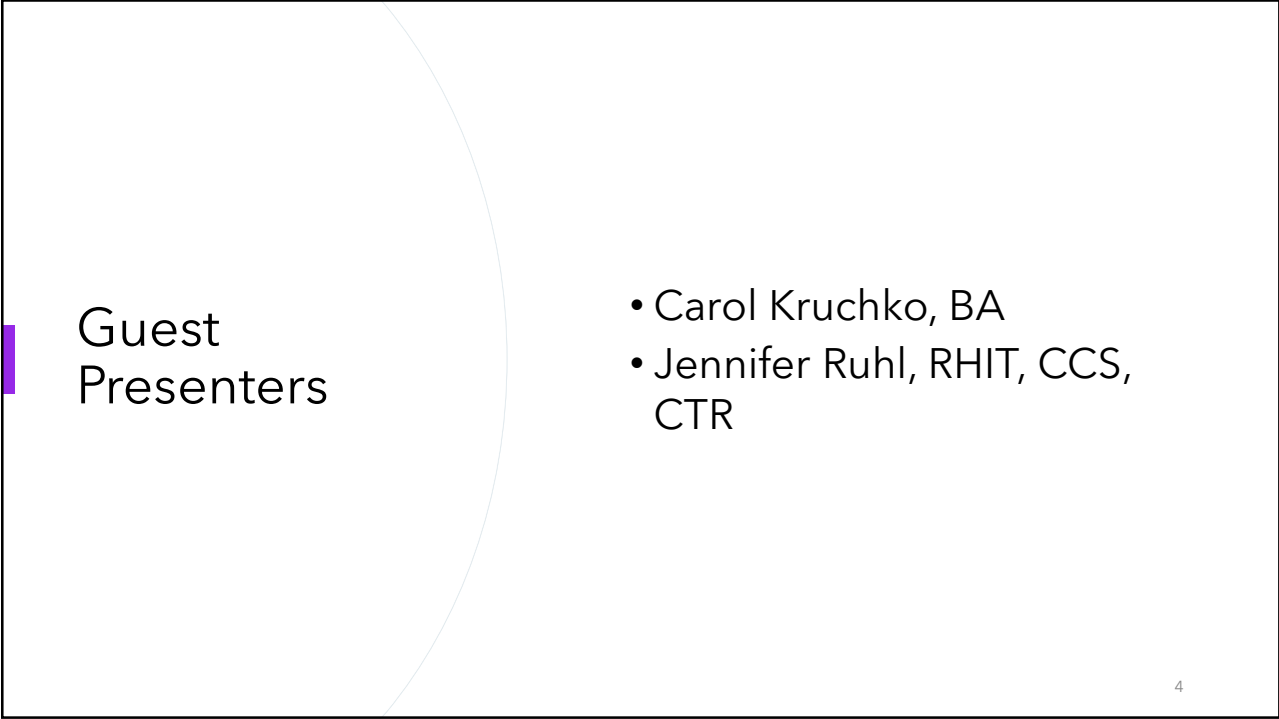 Guest
Presenters
• Carol Kruchko, BA
• Jennifer Ruhl, RHIT, CCS,
CTR
4